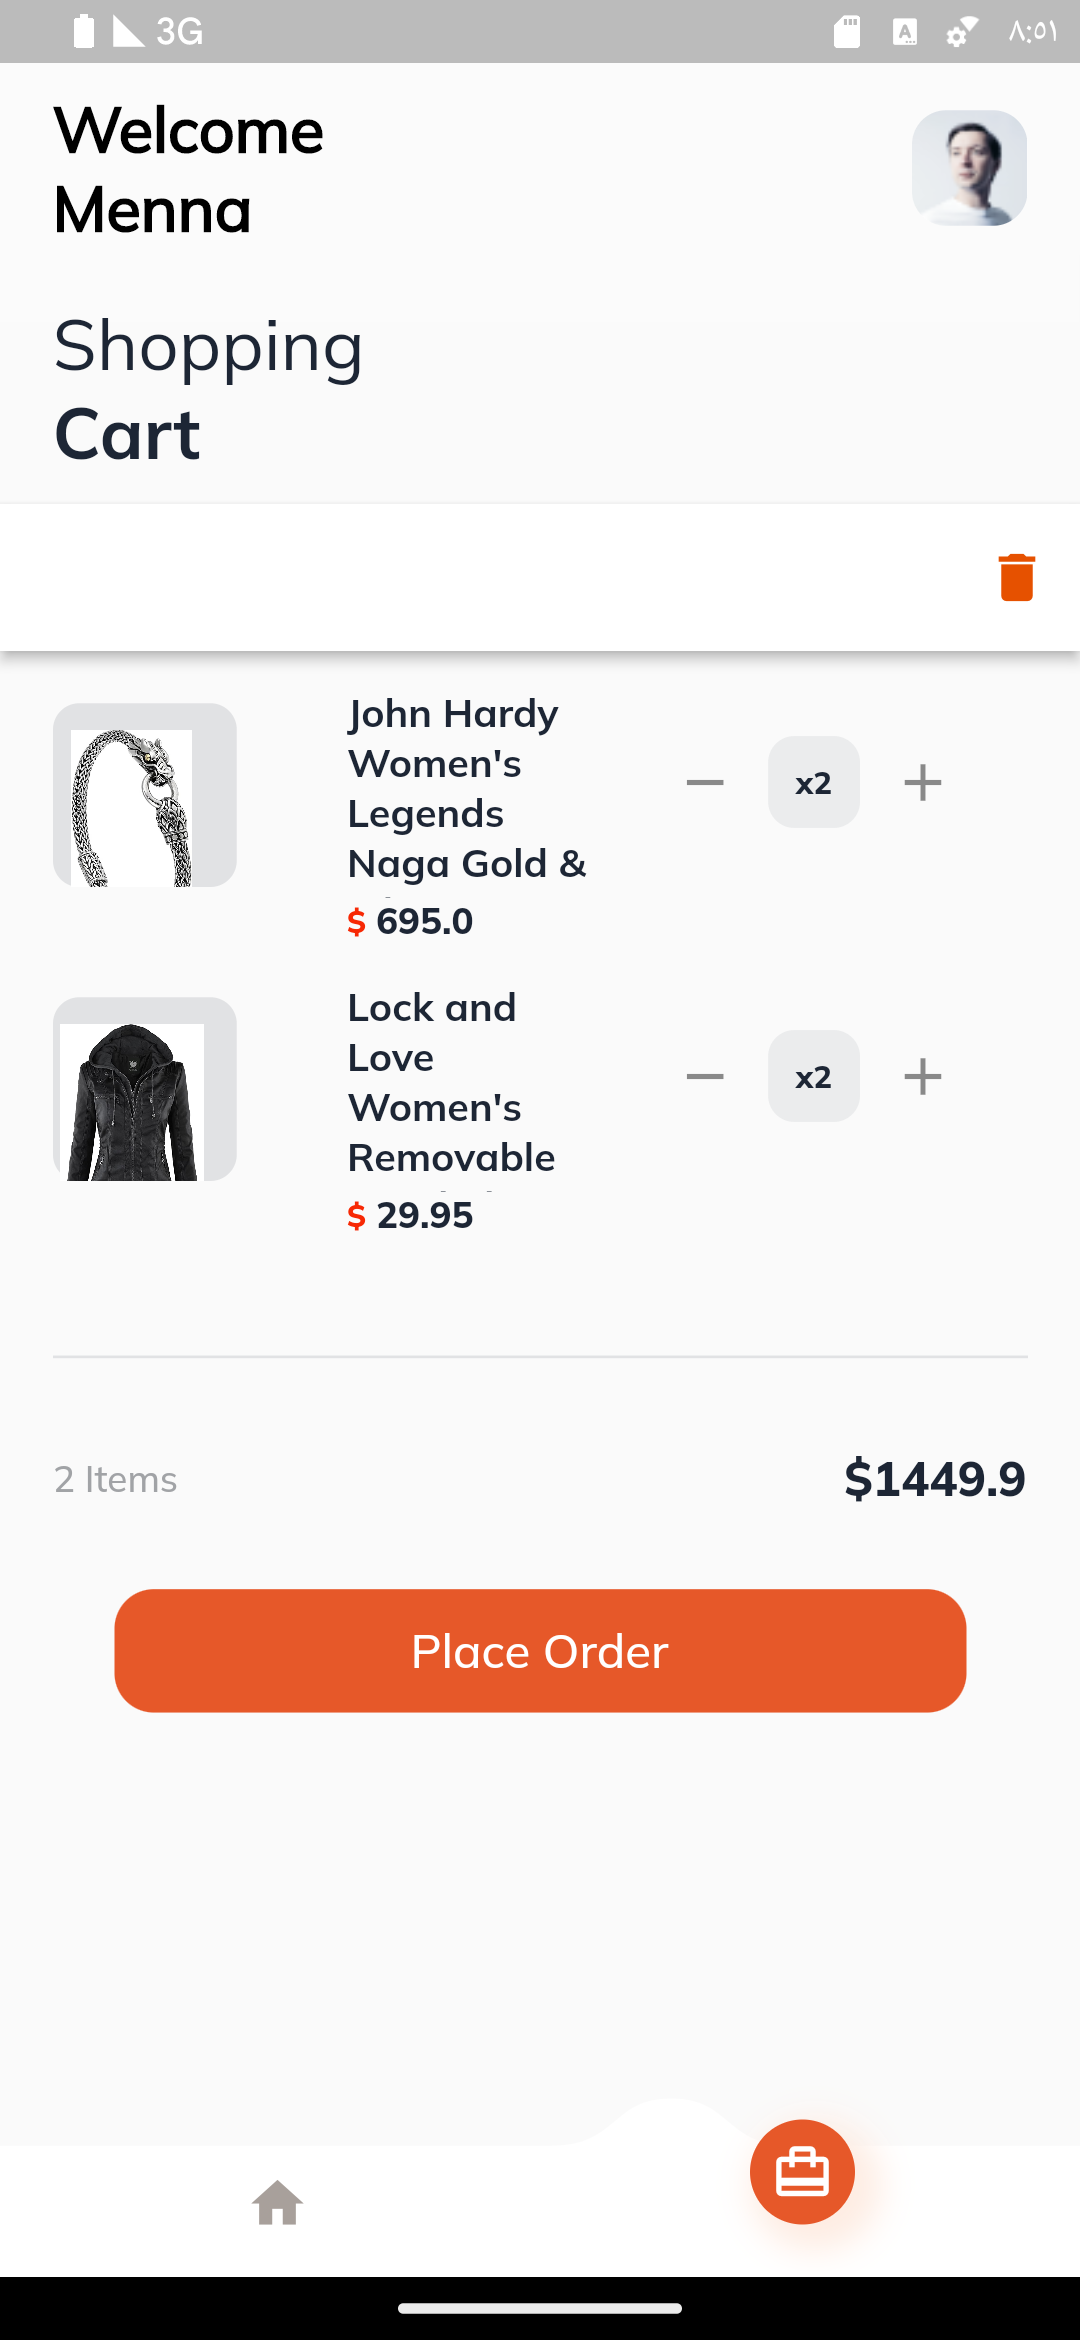 3G
A
٨:٥١
Welcome
Menna
Shopping
Cart
John Hardy
Women's
Legends
Naga Gold &
x2
$ 695.0
Lock and
Love
Women's
Removable
x2
$ 29.95
2 Items
$1449.9
Place Order